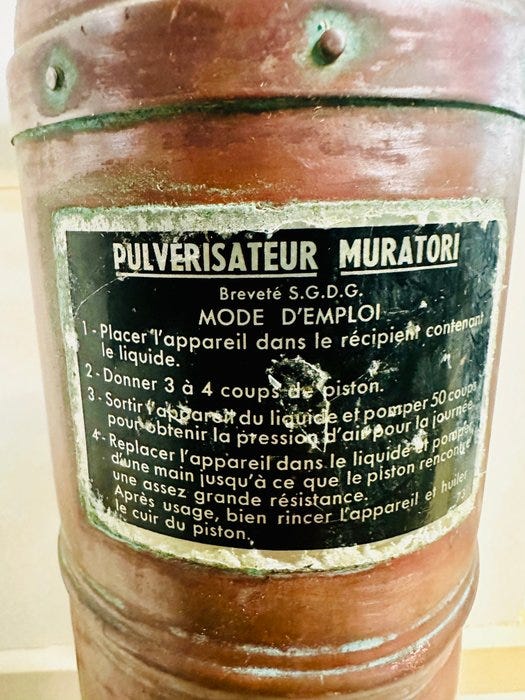 PULVÉRISATEUR MURATORI
Breveté S.G.D.G.
MODE D'EMPLOI
1 - Placer l'appareil dans le récipient contenant
le liquide.
2 - Donner 3 à 4 coups de piston.
3 - Sortir l'appareil du liquide et pomper 50 coups
pour obtenir la pression d'air pour la journée
4 - Replacer l'appareil dans le liquide et pomper,
d'une main jusqu'à ce que le piston rencontre
une assez grande résistance.
Après usage, bien rincer l'appareil et huiler
le cuir du piston.